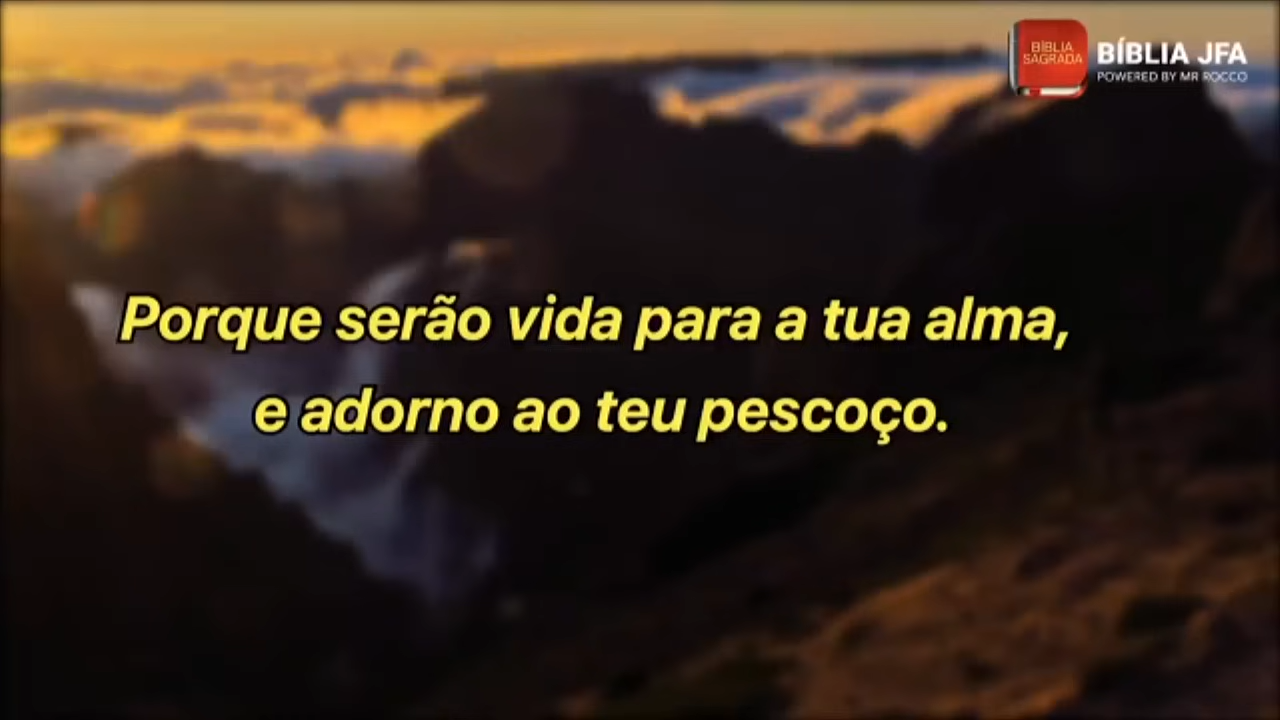 BÍBLIA
SAGRADA
BÍBLIA JFA
POWERED BY MR ROCCO
Porque serão vida para a tua alma,
e adorno ao teu pescoço.